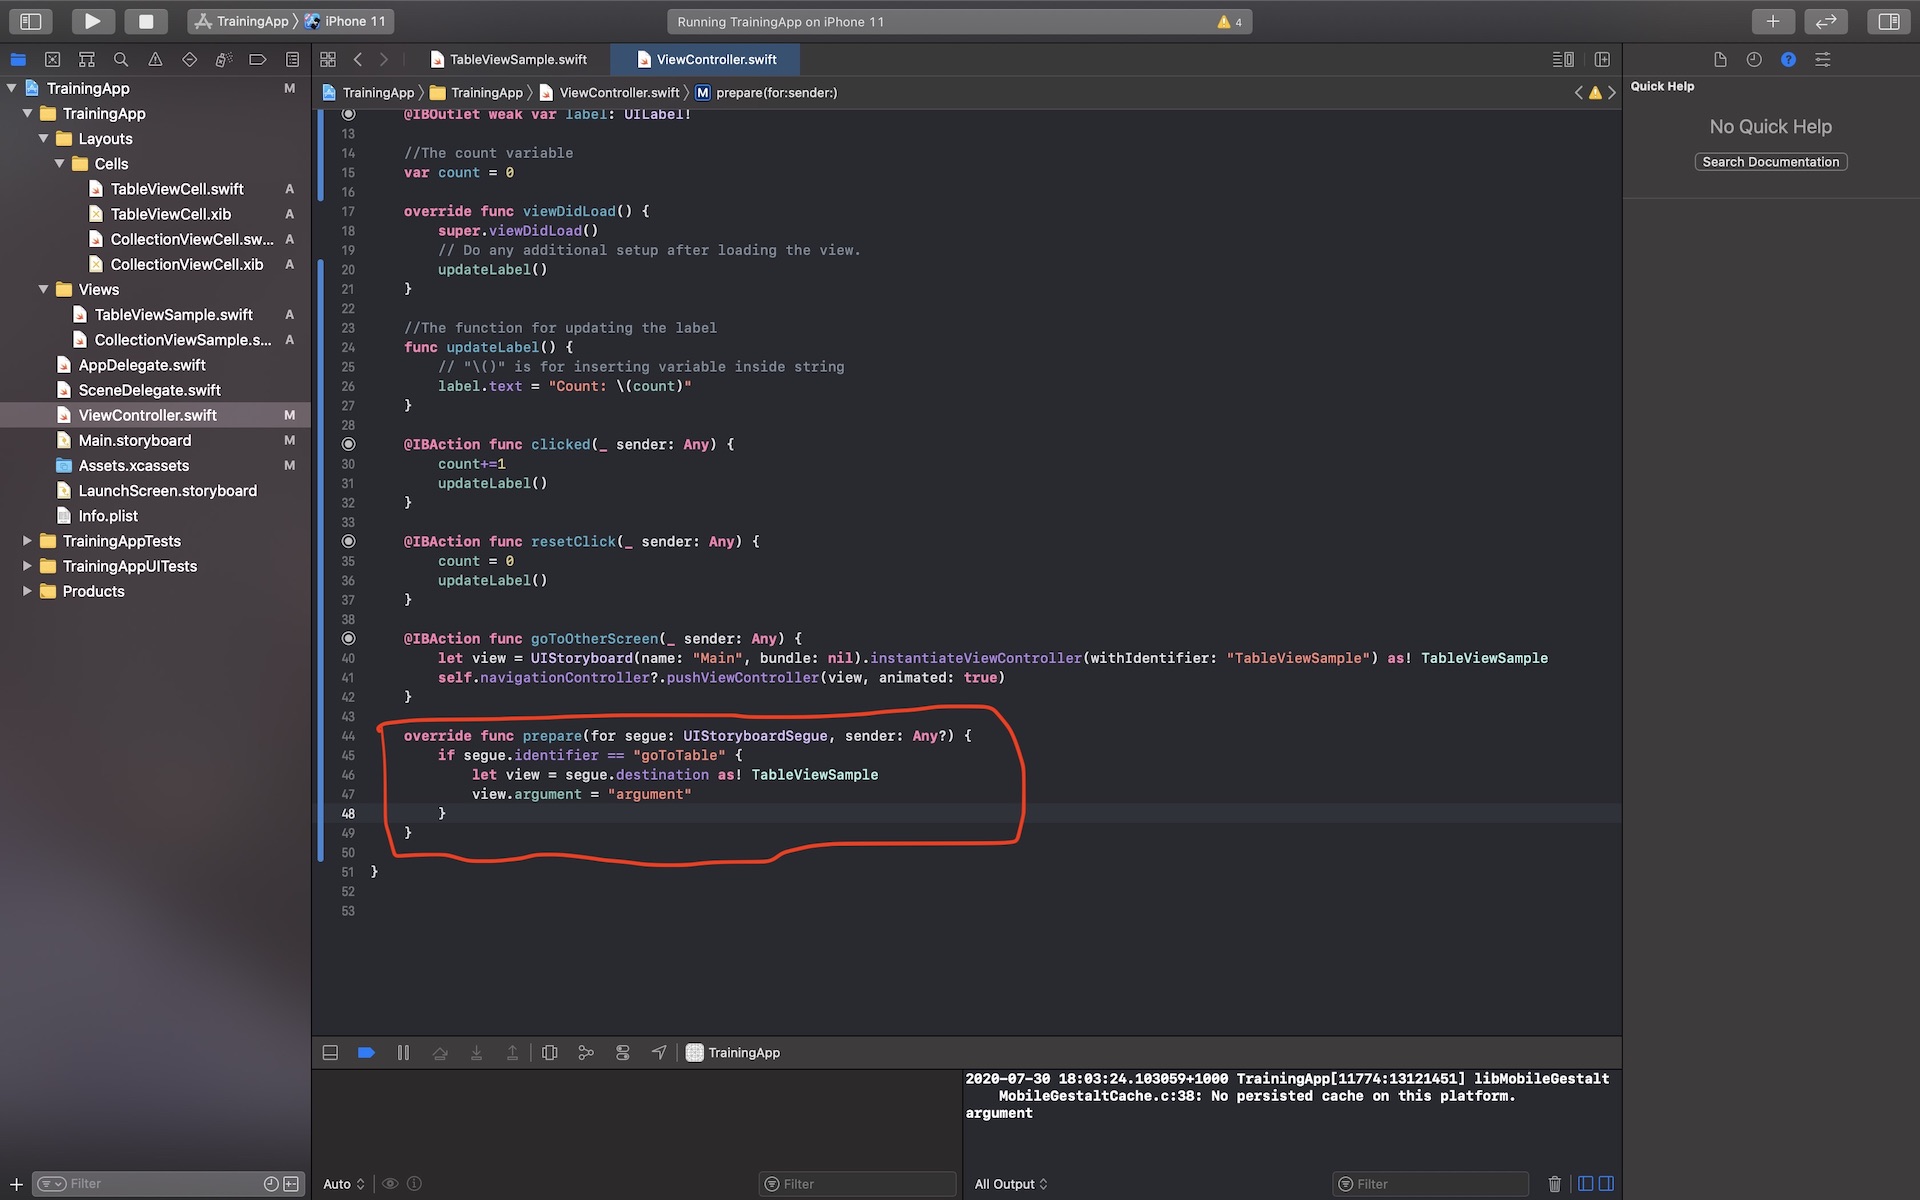 TrainingApp 〉 iPhone 11
Running TrainingApp on iPhone 11
4
TrainingApp M
TrainingApp
Layouts
Cells
TableViewCell.swift A
TableViewCell.xib A
CollectionViewCell.sw... A
CollectionViewCell.xib A
Views
TableViewSample.swift A
CollectionViewSample.s... A
AppDelegate.swift
SceneDelegate.swift
ViewController.swift M
Main.storyboard M
Assets.xcassets M
LaunchScreen.storyboard
Info.plist
TrainingAppTests
TrainingAppUITests
Products
Filter
TableViewSample.swift
ViewController.swift
TrainingApp 〉 TrainingApp 〉 ViewController.swift 〉 M prepare(for:sender:)
@IBOutlet weak var label: UILabel!
13
14 //The count variable
15 var count = 0
16
17 override func viewDidLoad() {
18 super.viewDidLoad()
19 // Do any additional setup after loading the view.
20 updateLabel()
21 }
22
23 //The function for updating the label
24 func updateLabel() {
25 // "\()" is for inserting variable inside string
26 label.text = "Count: \(count)"
27 }
28
@IBAction func clicked(_ sender: Any) {
30 count+=1
31 updateLabel()
32 }
33
@IBAction func resetClick(_ sender: Any) {
35 count = 0
36 updateLabel()
37 }
38
@IBAction func goToOtherScreen(_ sender: Any) {
40 let view = UIStoryboard(name: "Main", bundle: nil).instantiateViewController(withIdentifier: "TableViewSample") as! TableViewSample
41 self.navigationController?.pushViewController(view, animated: true)
42 }
43
44 override func prepare(for segue: UIStoryboardSegue, sender: Any?) {
45 if segue.identifier == "goToTable" {
46 let view = segue.destination as! TableViewSample
47 view.argument = "argument"
48 }
49 }
50
51 }
52
53
TrainingApp
2020-07-30 18:03:24.103059+1000 TrainingApp[11774:13121451] libMobileGestalt
MobileGestaltCache.c:38: No persisted cache on this platform.
argument
Auto
Filter
All Output
Filter
Quick Help
No Quick Help
Search Documentation